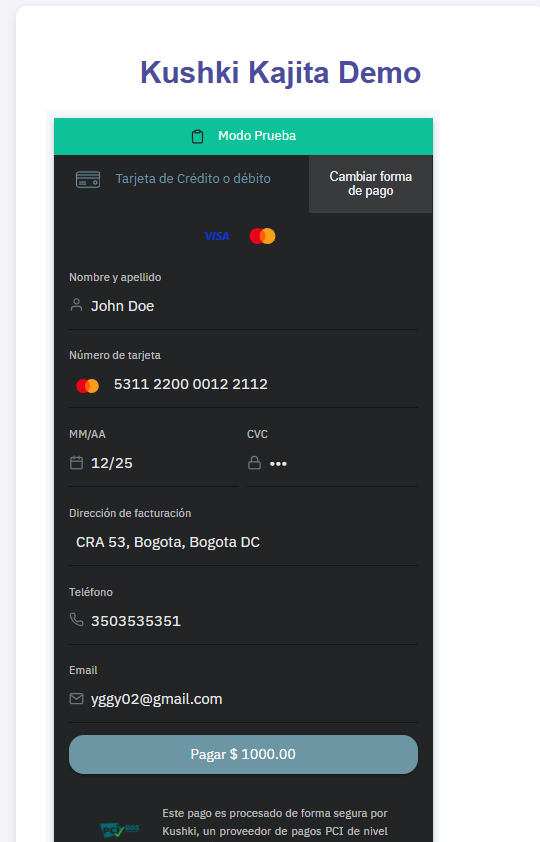 Kushki Kajita Demo
Modo Prueba
Tarjeta de Crédito o débito
Cambiar forma
de pago
VISA
Nombre y apellido
John Doe
Número de tarjeta
5311 2200 0012 2112
MM/AA
CVC
12/25
•••
Dirección de facturación
CRA 53, Bogota, Bogota DC
Teléfono
3503535351
Email
yggy02@gmail.com
Pagar $ 1000.00
Este pago es procesado de forma segura por
PCI DSS
Kushki, un proveedor de pagos PCI de nivel